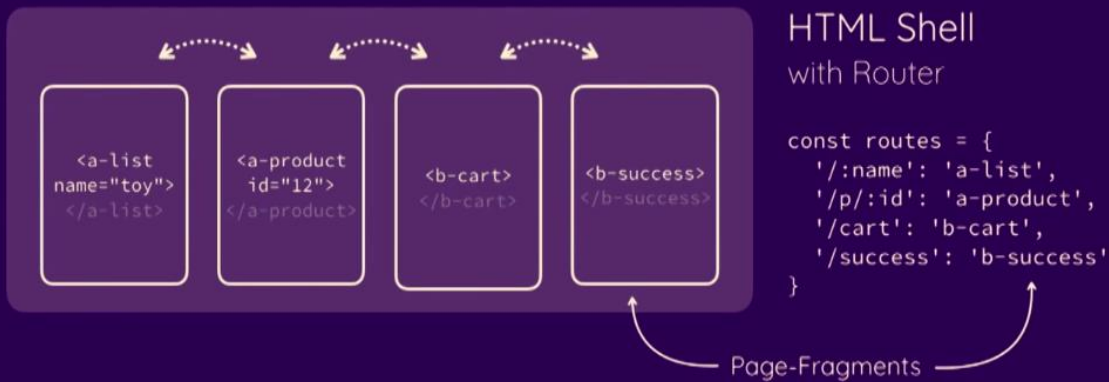 <a-list
name="toy">
</a-list>
<a-product
id="12">
</a-product>
<b-cart>
</b-cart>
<b-success>
</b-success>
HTML Shell
with Router
const routes = {
'/:name': 'a-list',
'/p/:id': 'a-product',
'/cart': 'b-cart',
'/success': 'b-success'
}
Page-Fragments